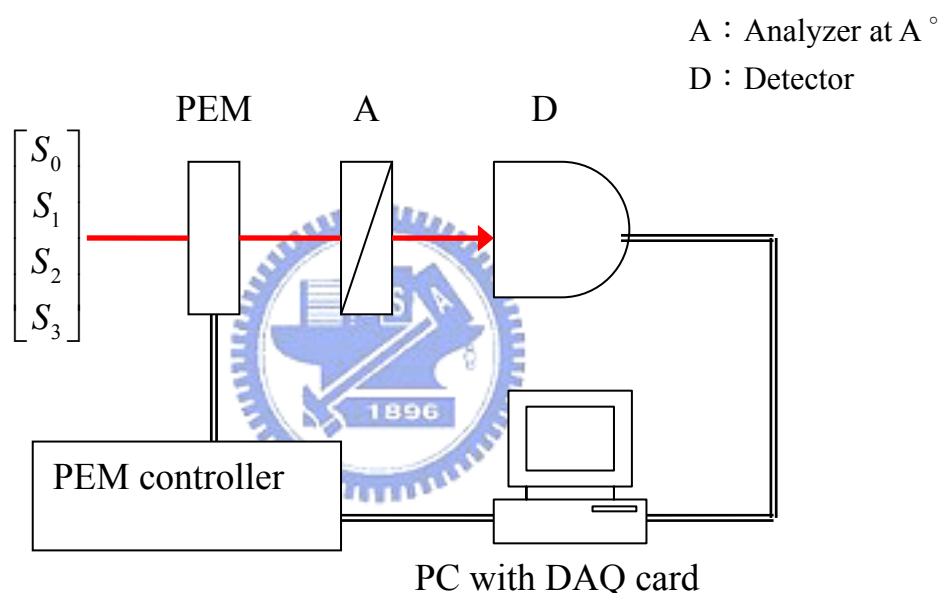 A：Analyzer at A°
D：Detector
PEM A D
S₀
S₁
S₂
S₃
S A
1896
PEM controller
PC with DAQ card